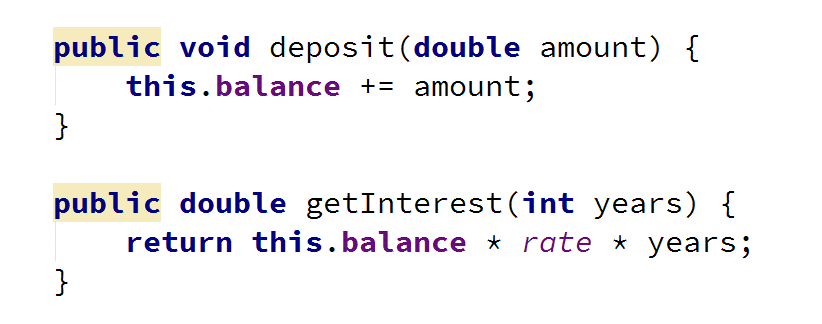 public void deposit(double amount) {
    this.balance += amount;
}

public double getInterest(int years) {
    return this.balance * rate * years;
}